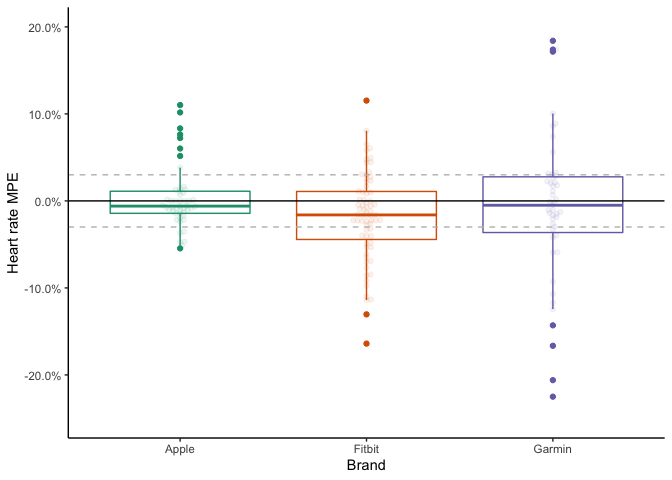 20.0%
10.0%
0.0%
-10.0%
-20.0%
Heart rate MPE
Apple
Fitbit
Garmin
Brand